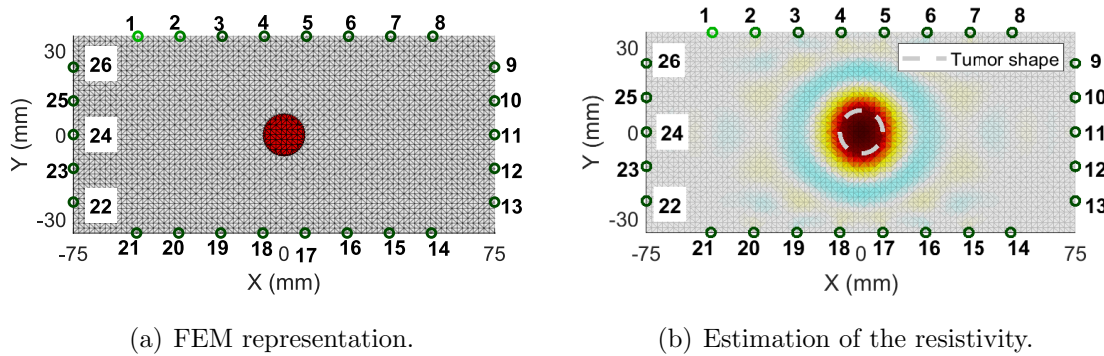 1 2 3 4 5 6 7 8
30
26
9
25
10
Y (mm)
0
24
11
23
12
22
13
-30
21 20 19 18 17 16 15 14
-75 0 75
X (mm)
(a) FEM representation.
1 2 3 4 5 6 7 8
Tumor shape
30
26
9
25
10
Y (mm)
0
24
11
23
12
22
13
-30
21 20 19 18 17 16 15 14
-75 0 75
X (mm)
(b) Estimation of the resistivity.